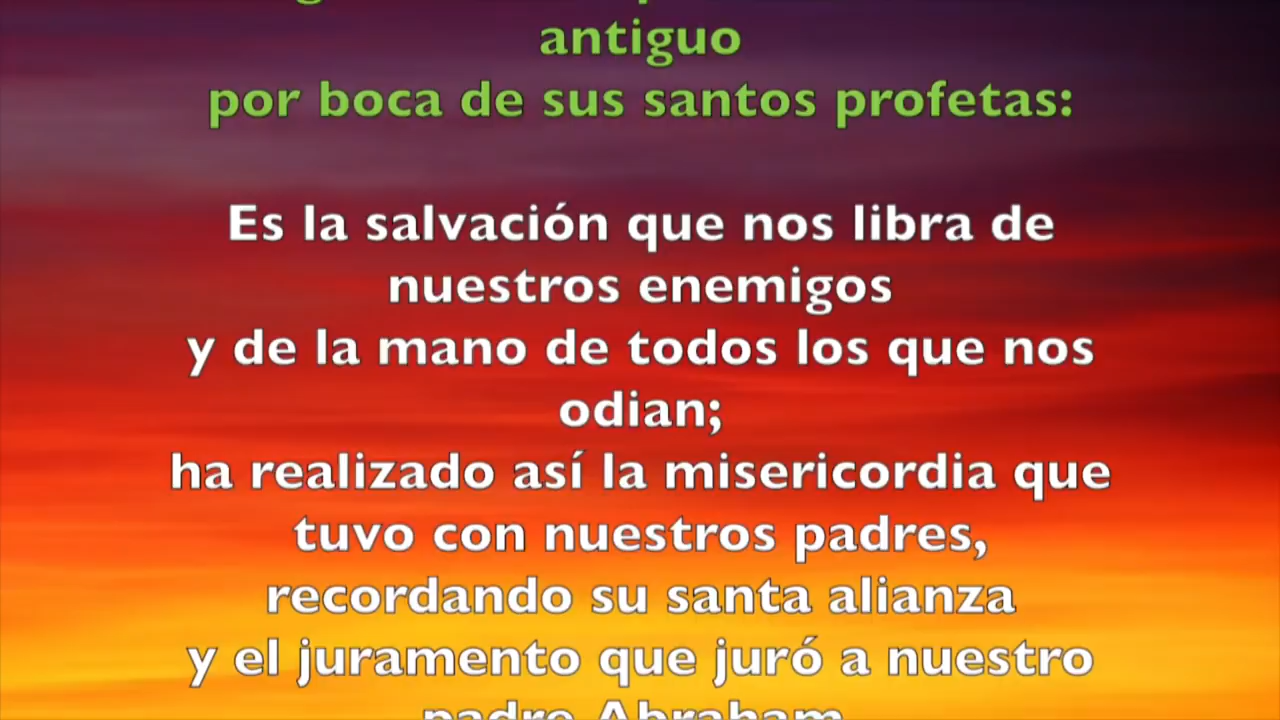 antiguo
por boca de sus santos profetas:
Es la salvación que nos libra de
nuestros enemigos
y de la mano de todos los que nos
odian;
ha realizado así la misericordia que
tuvo con nuestros padres,
recordando su santa alianza
y el juramento que juró a nuestro
padre Abraham